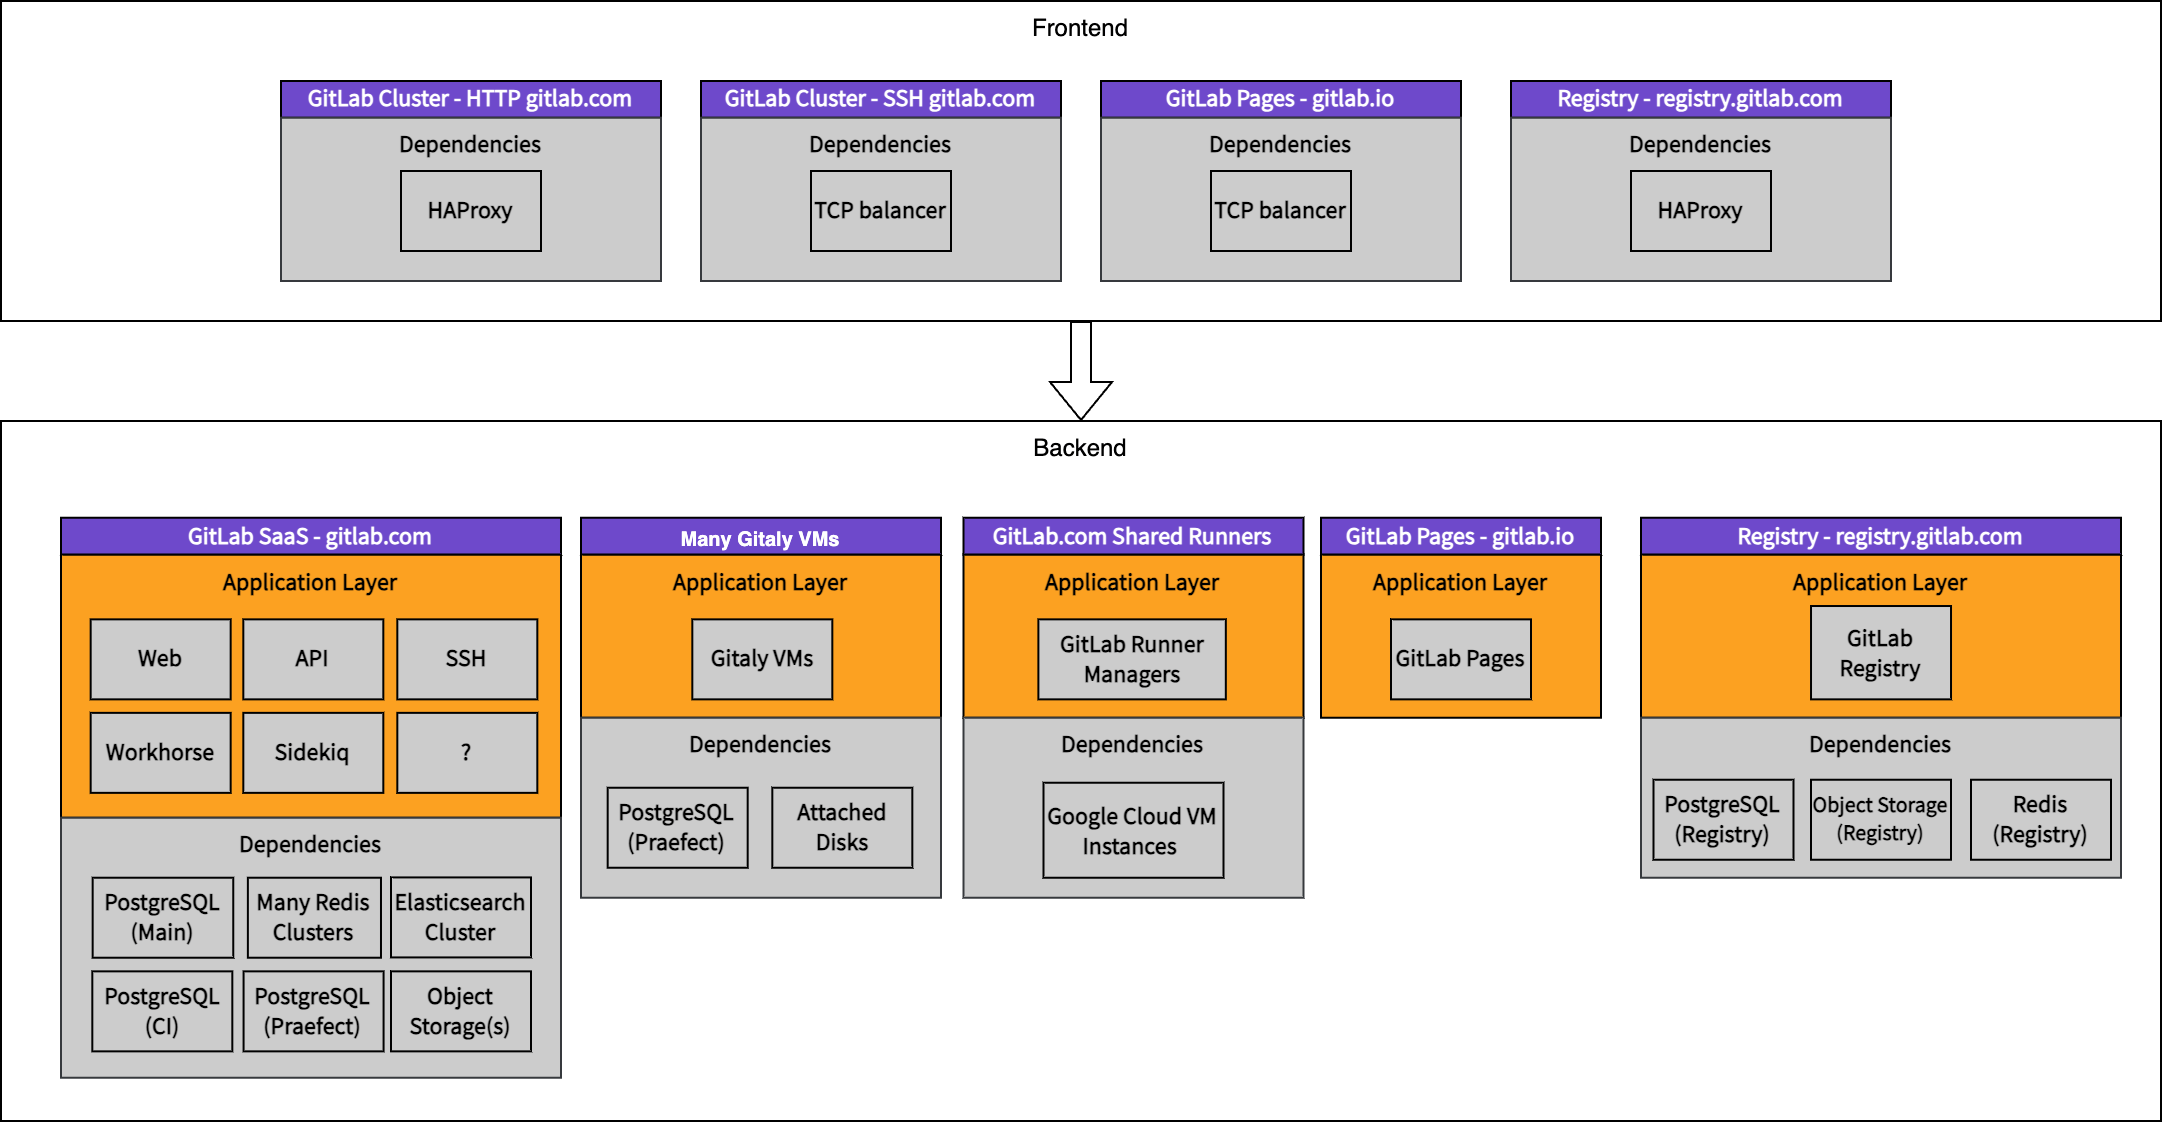 Frontend
GitLab Cluster - HTTP gitlab.com
Dependencies
HAProxy
GitLab Cluster - SSH gitlab.com
Dependencies
TCP balancer
GitLab Pages - gitlab.io
Dependencies
TCP balancer
Registry - registry.gitlab.com
Dependencies
HAProxy
Backend
GitLab SaaS - gitlab.com
Application Layer
Web
API
SSH
Workhorse
Sidekiq
?
Dependencies
PostgreSQL
(Main)
Many Redis
Clusters
Elasticsearch
Cluster
PostgreSQL
(CI)
PostgreSQL
(Praefect)
Object
Storage(s)
Many Gitaly VMs
Application Layer
Gitaly VMs
Dependencies
PostgreSQL
(Praefect)
Attached
Disks
GitLab.com Shared Runners
Application Layer
GitLab Runner
Managers
Dependencies
Google Cloud VM
Instances
GitLab Pages - gitlab.io
Application Layer
GitLab Pages
Registry - registry.gitlab.com
Application Layer
GitLab
Registry
Dependencies
PostgreSQL
(Registry)
Object Storage
(Registry)
Redis
(Registry)